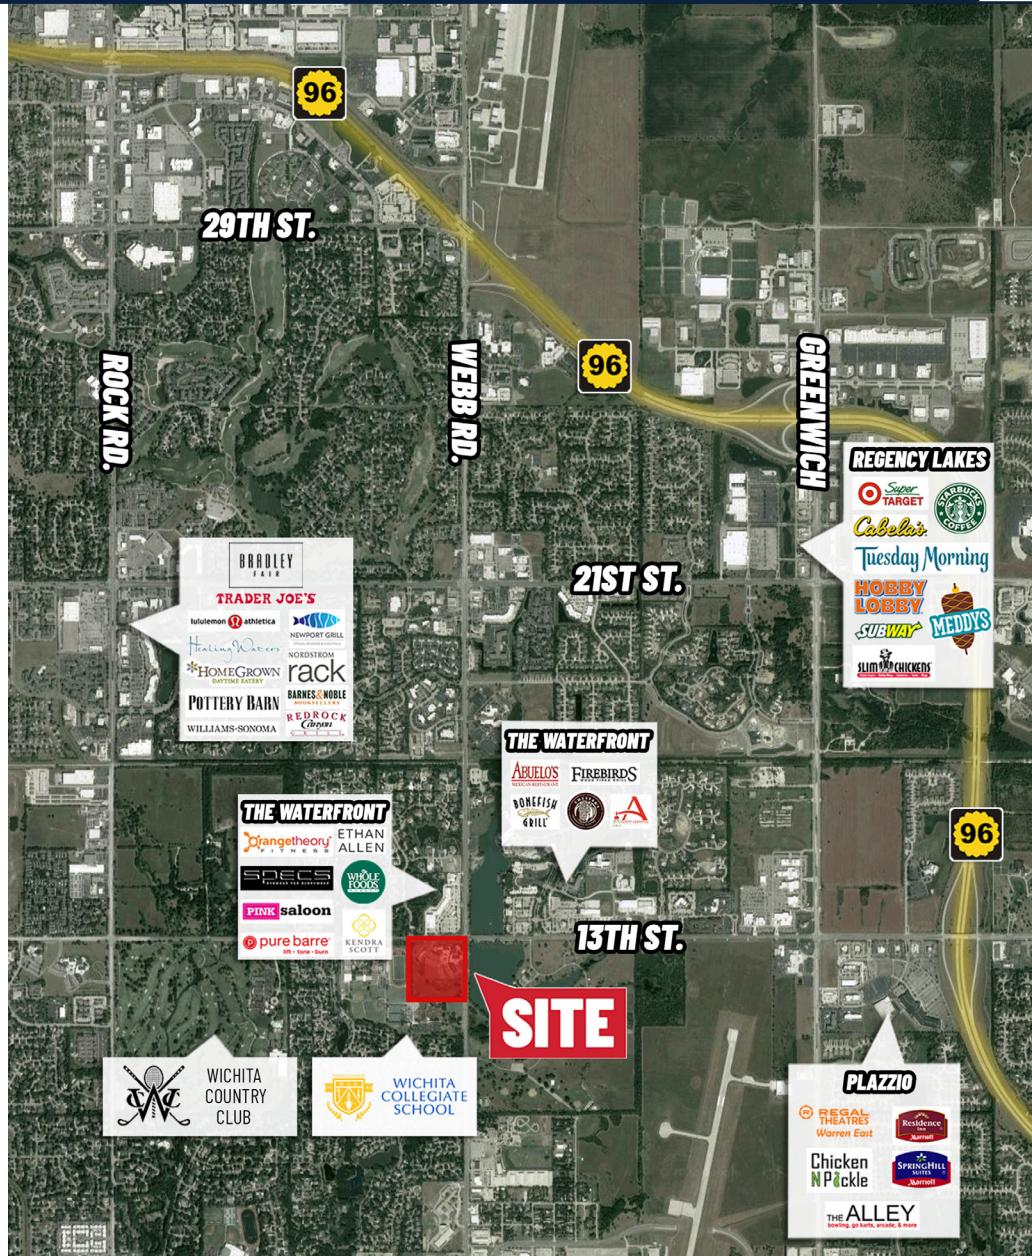 96
29TH ST.
96
ROCK RD.
WEBB RD.
GREENWICH
REGENCY LAKES
Super
TARGET
STARBUCKS
COFFEE
Cabela's
Tuesday Morning
HOBBY
LOBBY
SUBWAY
MEDDYS
SLIM CHICKENS
BRADLEY
FAIR
TRADER JOE'S
lululemon athletica
NEWPORT GRILL
Healing Waters
NORDSTROM
rack
HOMEGROWN
DAYTIME EATERY
POTTERY BARN
BARNES&NOBLE
BOOKSELLERS
WILLIAMS-SONOMA
REDROCK
Canyon
GRILL
21ST ST.
THE WATERFRONT
ABUELO'S
MEXICAN RESTAURANT
FIREBIRDS
WOOD FIRED GRILL
BONEFISH
GRILL
THE WATERFRONT
orangetheory
FITNESS
ETHAN
ALLEN
SPECS
EYEWEAR FOR EVERYWEAR
WHOLE
FOODS
MARKET
PINK saloon
pure barre
lift • tone • burn
KENDRA
SCOTT
96
13TH ST.
SITE
WICHITA
COUNTRY
CLUB
WCC
WICHITA
COLLEGIATE
SCHOOL
PLAZZIO
REGAL
THEATRES
Warren East
Residence
Inn
Marriott
Chicken
N Pickle
SPRINGHILL
SUITES
Marriott
THE ALLEY
bowling, go karts, arcade, & more